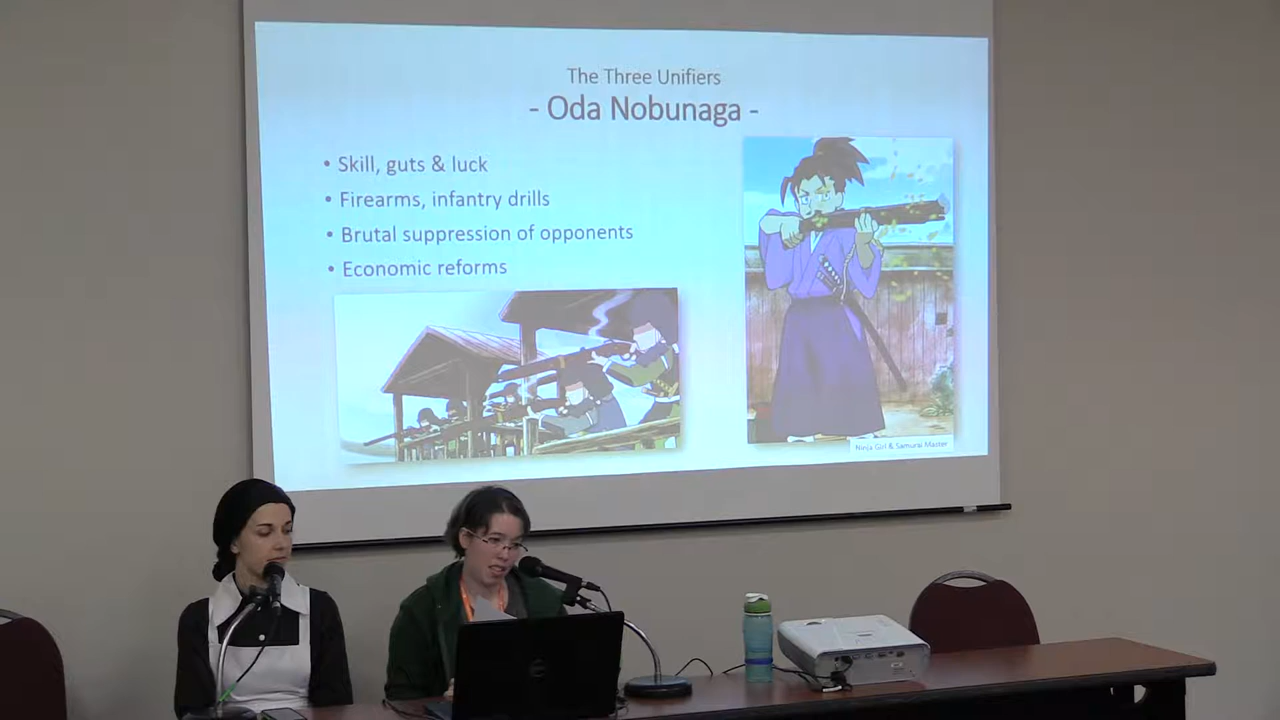 The Three Unifiers
- Oda Nobunaga -
• Skill, guts & luck
• Firearms, infantry drills
• Brutal suppression of opponents
• Economic reforms
Ninja Girl & Samurai Master